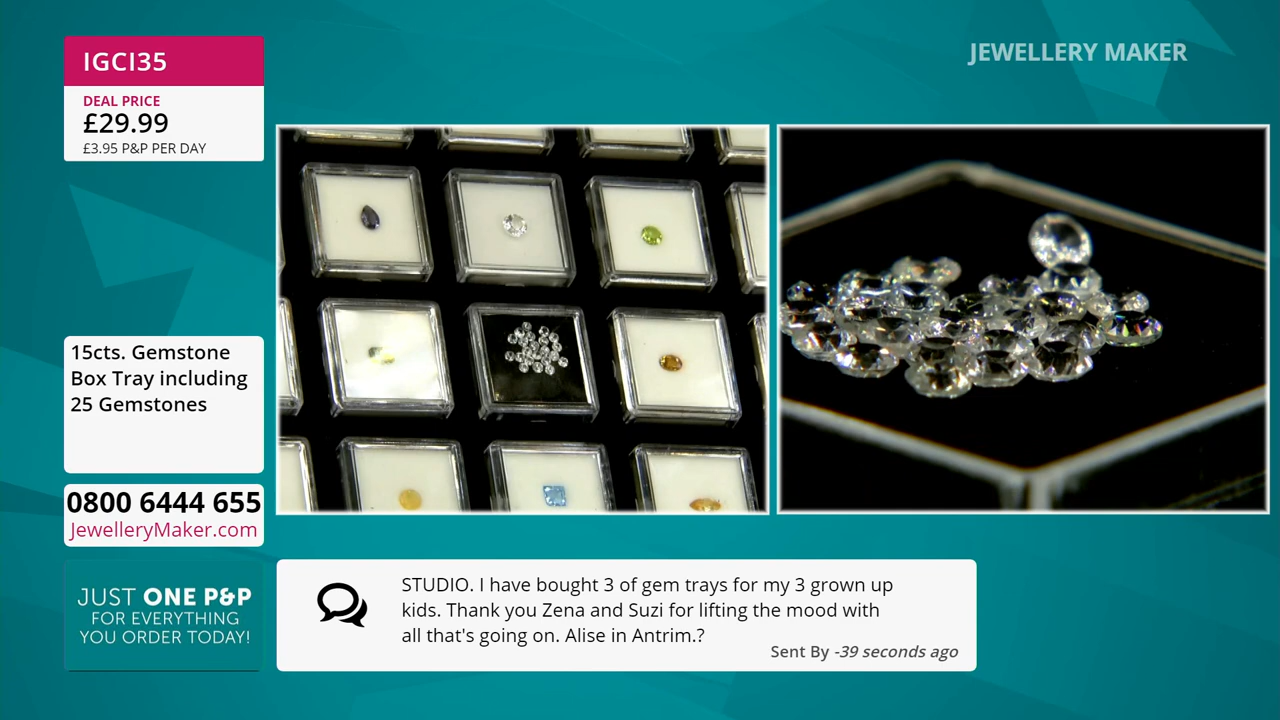 IGCI35
DEAL PRICE
£29.99
£3.95 P&P PER DAY
JEWELLERY MAKER
15cts. Gemstone
Box Tray including
25 Gemstones
0800 6444 655
JewelleryMaker.com
JUST ONE P&P
FOR EVERYTHING
YOU ORDER TODAY!
STUDIO. I have bought 3 of gem trays for my 3 grown up
kids. Thank you Zena and Suzi for lifting the mood with
all that's going on. Alise in Antrim.?
Sent By -39 seconds ago